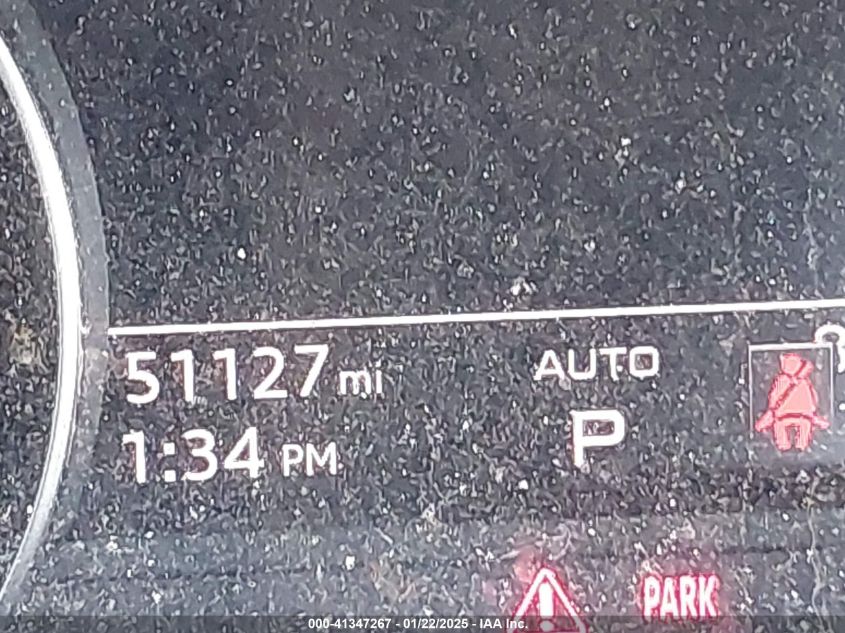 51127 mi
AUTO
1:34 PM
P
PARK
000-41347267 - 01/22/2025 - IAA Inc.